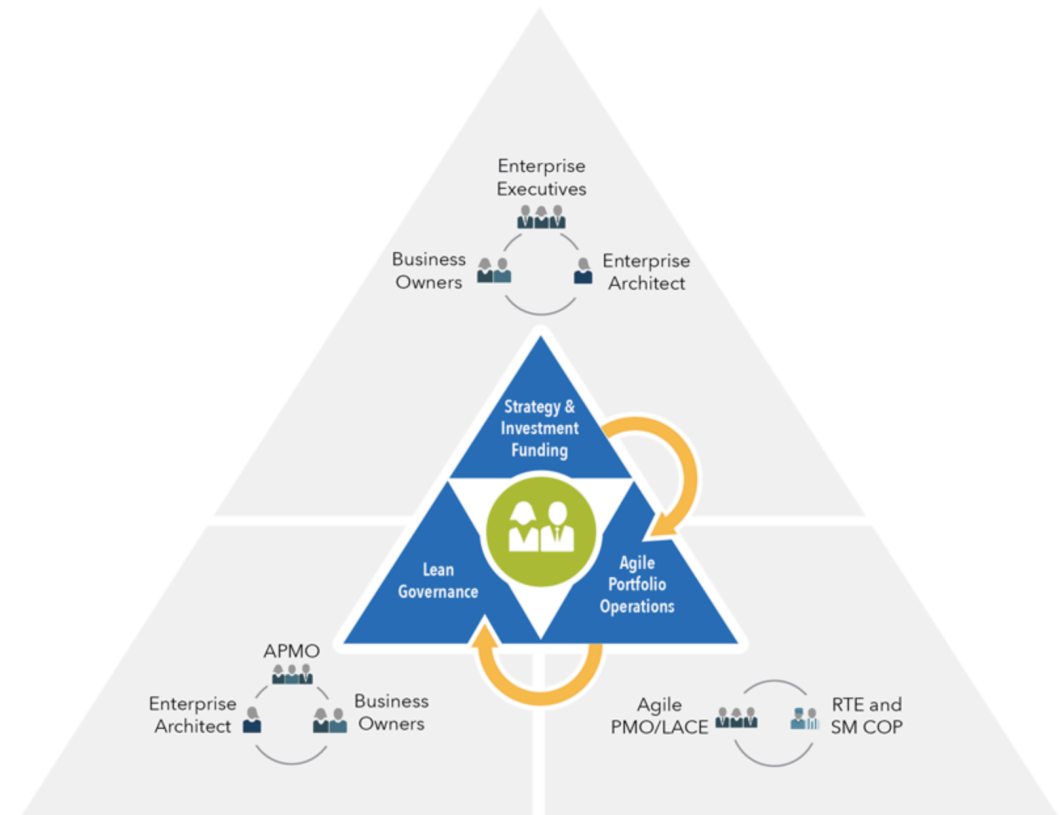 Enterprise
Executives
Business
Owners
Enterprise
Architect
Strategy &
Investment
Funding
Lean
Governance
Agile
Portfolio
Operations
APMO
Enterprise
Architect
Business
Owners
Agile
PMO/LACE
RTE and
SM COP